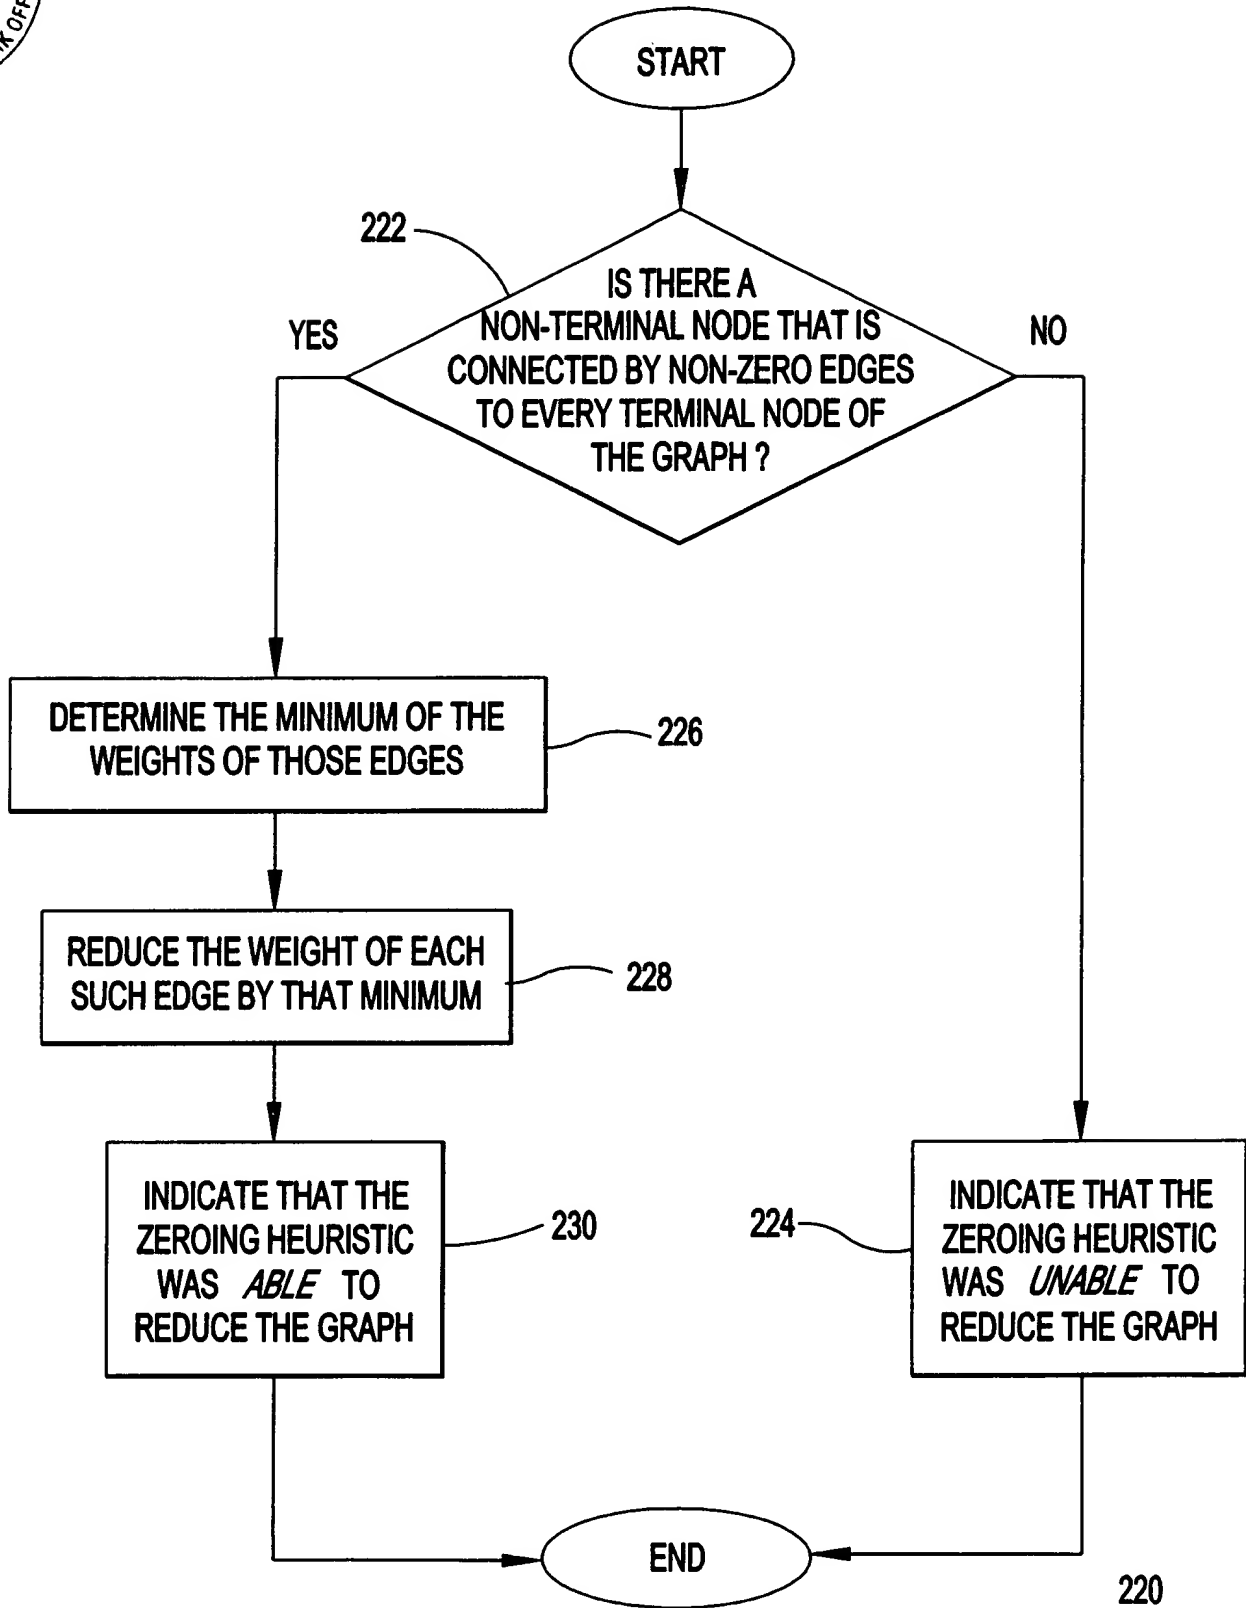 START
222
IS THERE A
NON-TERMINAL NODE THAT IS
CONNECTED BY NON-ZERO EDGES
TO EVERY TERMINAL NODE OF
THE GRAPH ?
YES
NO
DETERMINE THE MINIMUM OF THE
WEIGHTS OF THOSE EDGES
226
REDUCE THE WEIGHT OF EACH
SUCH EDGE BY THAT MINIMUM
228
INDICATE THAT THE
ZEROING HEURISTIC
WAS ABLE TO
REDUCE THE GRAPH
230
224
INDICATE THAT THE
ZEROING HEURISTIC
WAS UNABLE TO
REDUCE THE GRAPH
END
220